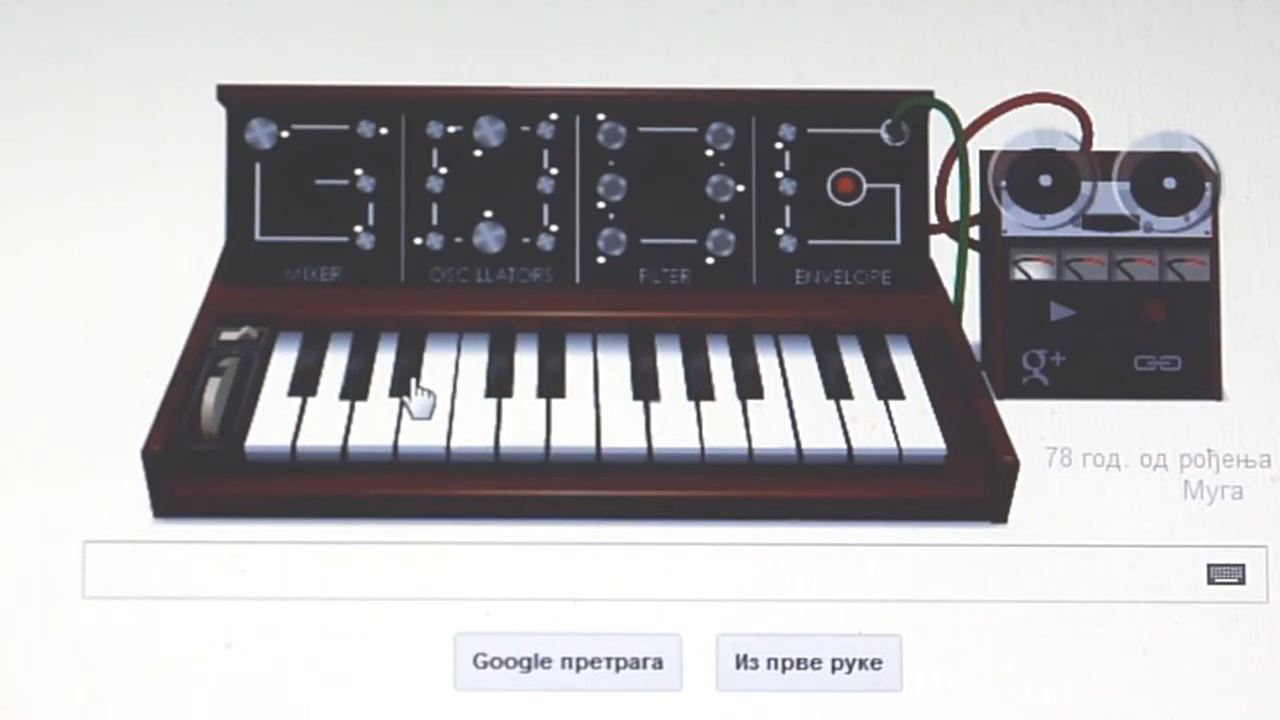 MIXER
OSCILLATORS
FILTER
ENVELOPE
g+
78 год. од рођења
Муга
Google претрага
Из прве руке